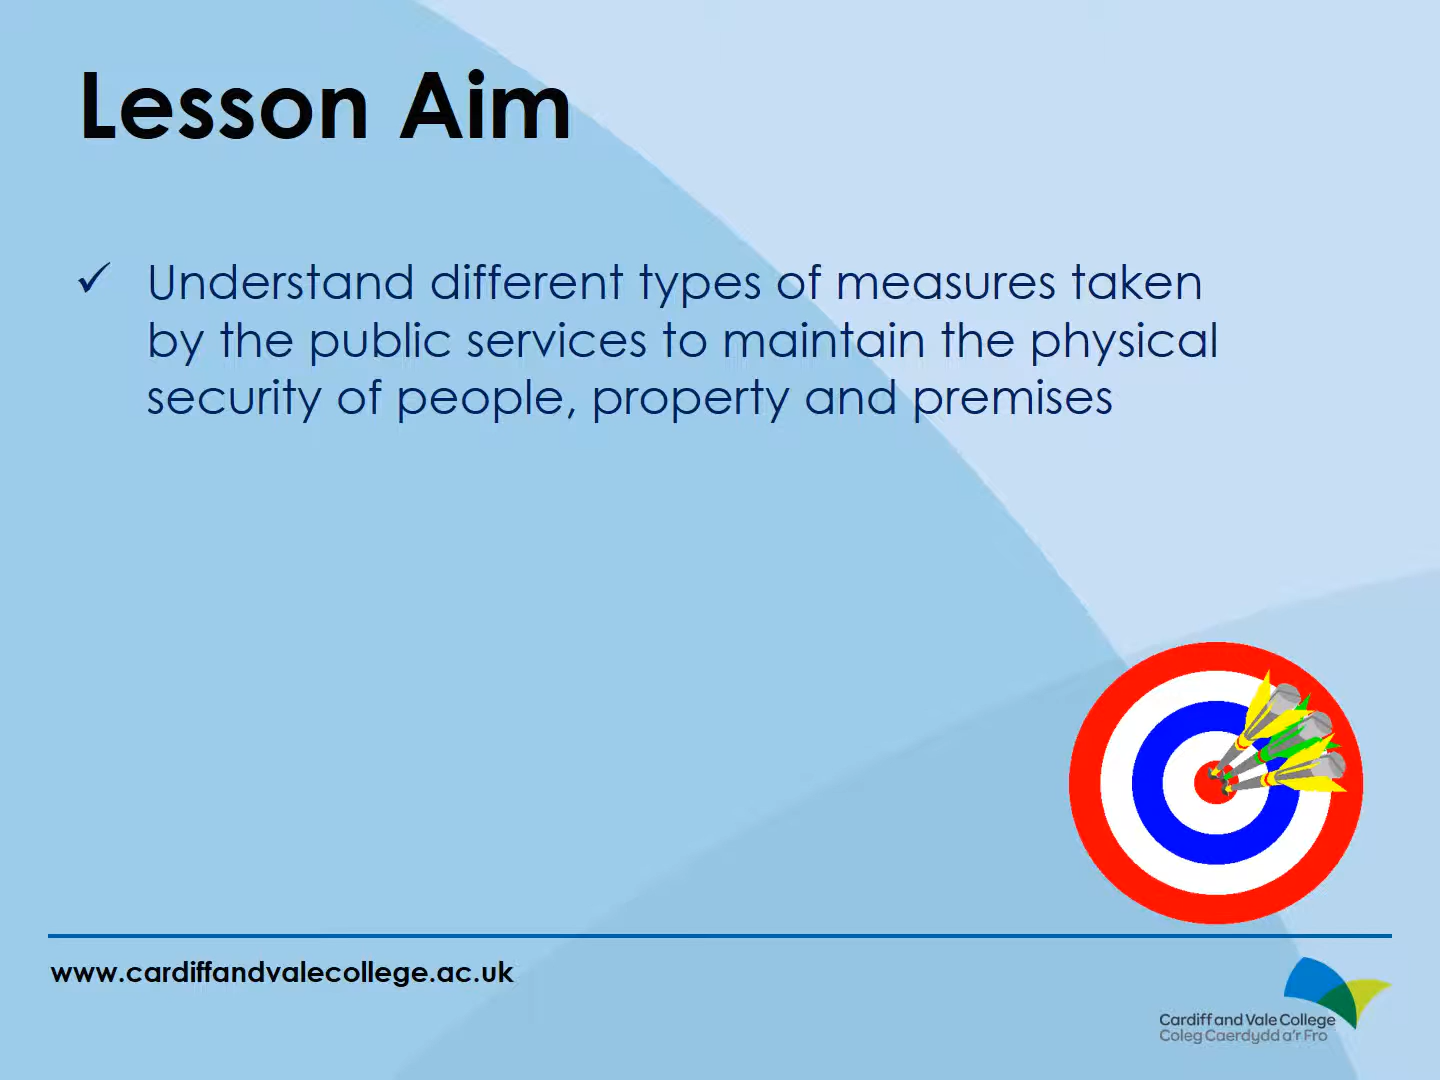 Lesson Aim
✓ Understand different types of measures taken
by the public services to maintain the physical
security of people, property and premises
www.cardiffandvalecollege.ac.uk
Cardiff and Vale College
Coleg Caerdydd a'r Fro